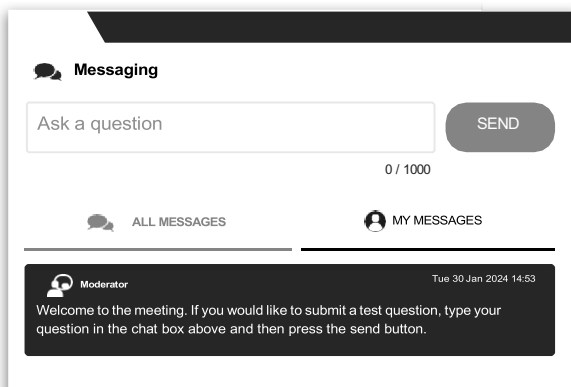 Messaging
Ask a question
SEND
0 / 1000
ALL MESSAGES
MY MESSAGES
Moderator
Tue 30 Jan 2024 14:53
Welcome to the meeting. If you would like to submit a test question, type your
question in the chat box above and then press the send button.